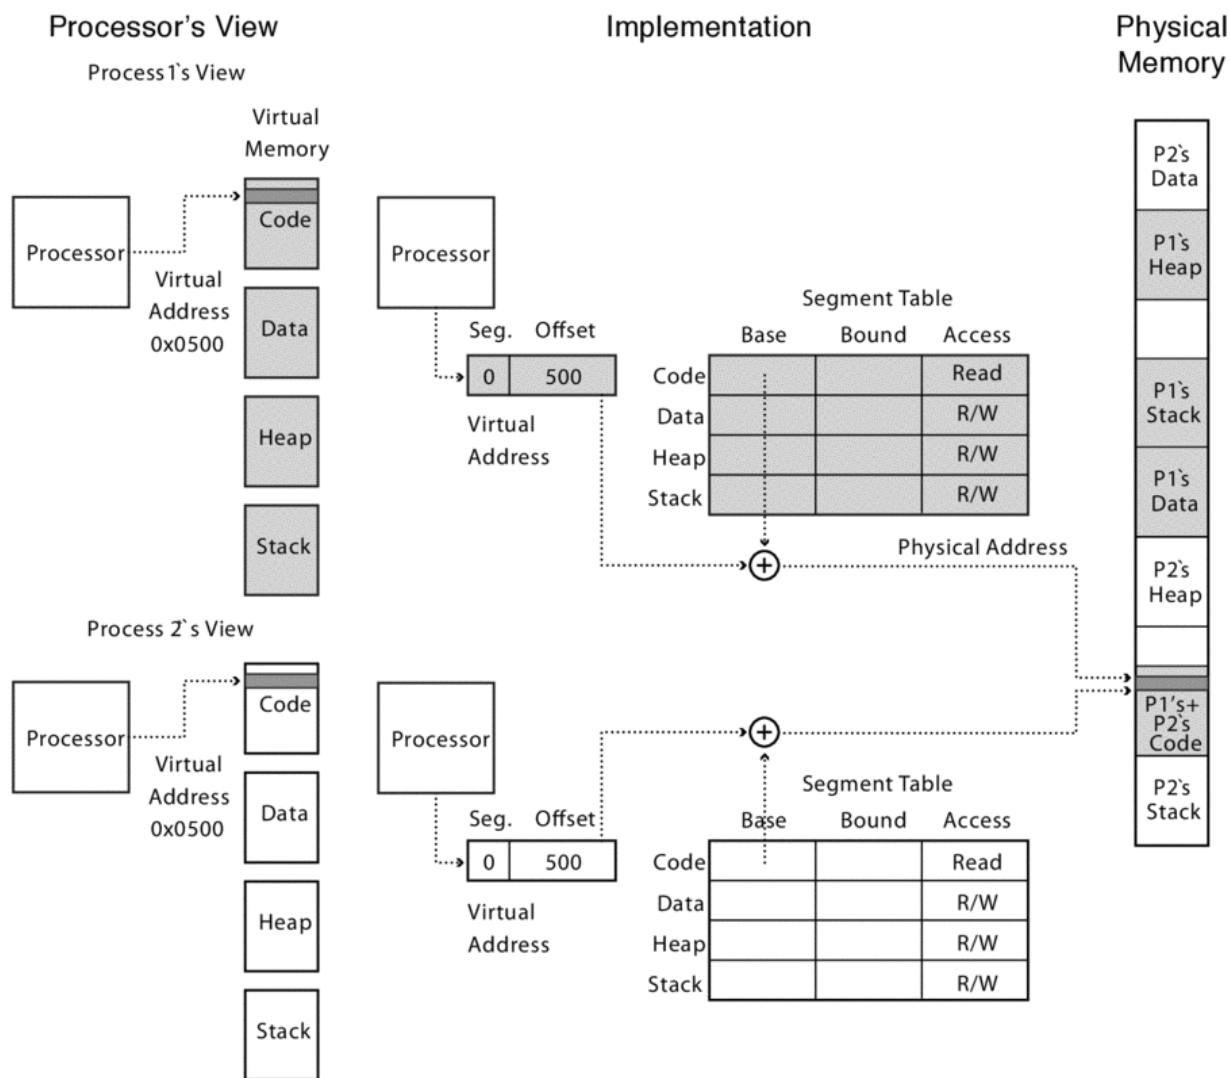 Processor's View
Implementation
Physical
Memory
Process1`s View
Virtual
Memory
Processor
Virtual
Address
0x0500
Code
Data
Heap
Stack
Processor
Seg. Offset
0 500
Virtual
Address
Segment Table
Base Bound Access
Code Read
Data R/W
Heap R/W
Stack R/W
Physical Address
Process 2`s View
Processor
Virtual
Address
0x0500
Code
Data
Heap
Stack
Processor
Seg. Offset
0 500
Virtual
Address
Segment Table
Base Bound Access
Code Read
Data R/W
Heap R/W
Stack R/W
P2`s
Data
P1`s
Heap
P1`s
Stack
P1`s
Data
P2`s
Heap
P1's+
P2`s
Code
P2`s
Stack